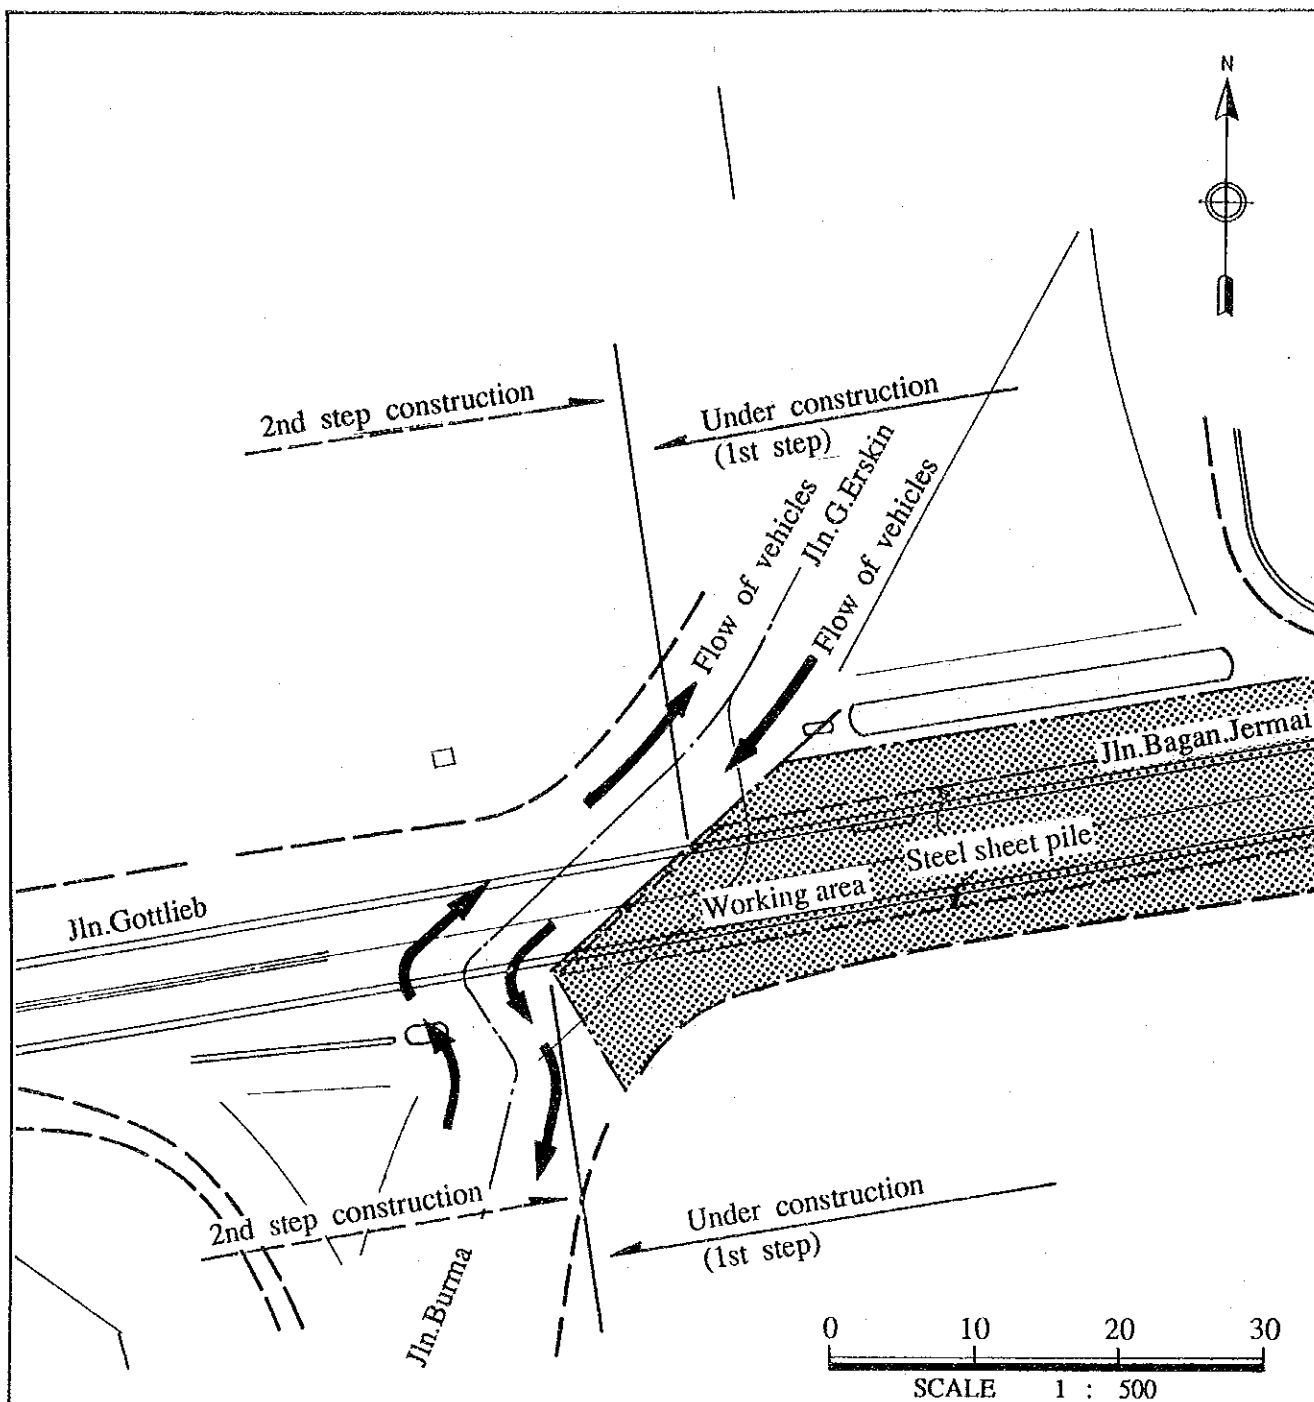 N
2nd step construction
Under construction
(1st step)
Flow of vehicles
Jln.G.Erskin
Flow of vehicles
Jln.Bagan.Jermai
Steel sheet pile
Working area
Jln.Gottlieb
2nd step construction
Under construction
(1st step)
Jln.Burma
0 10 20 30
SCALE 1 : 500